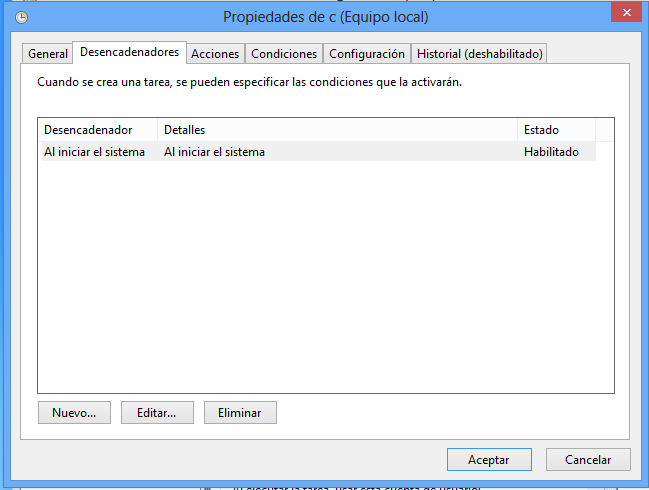 Propiedades de c (Equipo local)
General Desencadenadores Acciones Condiciones Configuración Historial (deshabilitado)
Cuando se crea una tarea, se pueden especificar las condiciones que la activarán.
Desencadenador Detalles Estado
Al iniciar el sistema Al iniciar el sistema Habilitado
Nuevo... Editar... Eliminar
Aceptar Cancelar